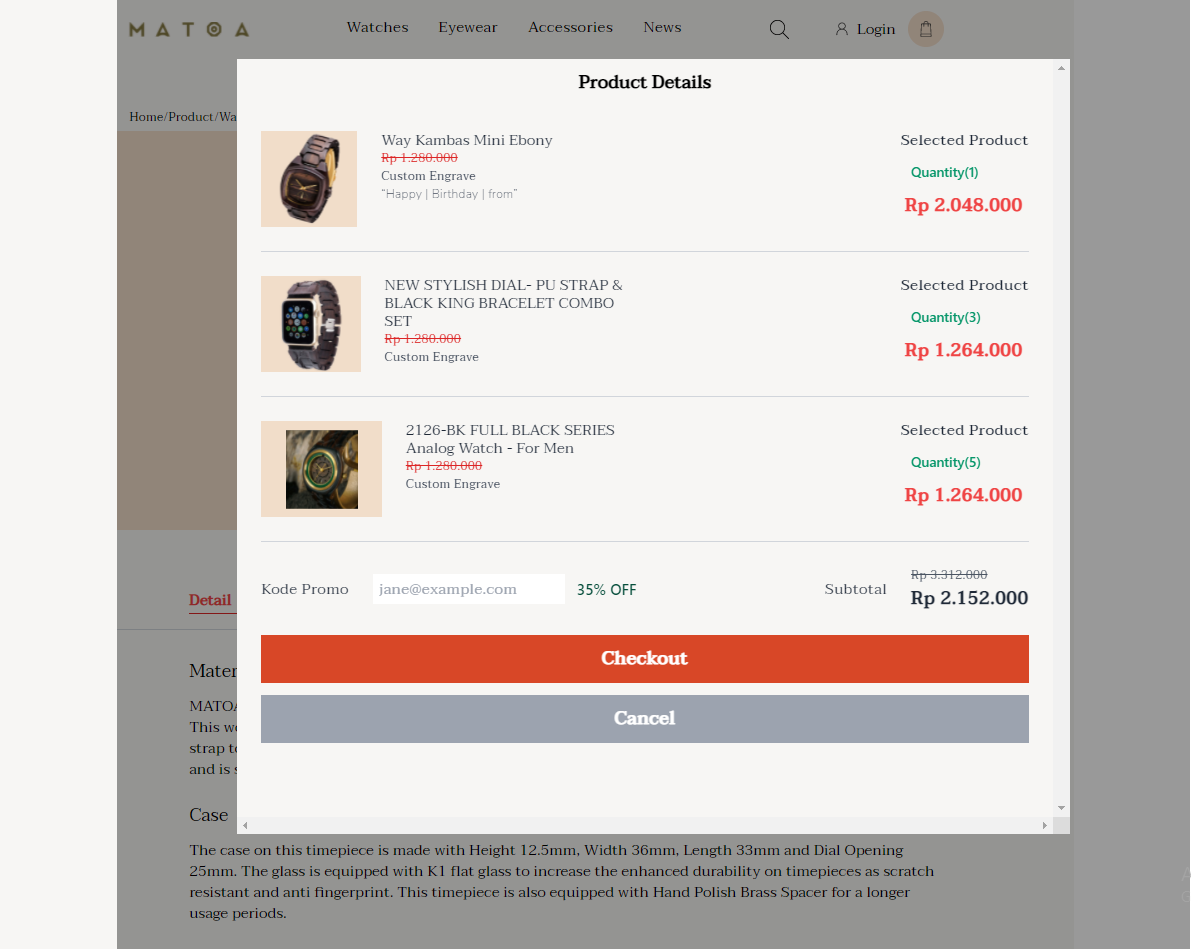 MATOA
Watches Eyewear Accessories News Login
Product Details
Home/Product/Wa
Way Kambas Mini Ebony
Rp 1.280.000
Custom Engrave
"Happy | Birthday | from"
Selected Product
Quantity(1)
Rp 2.048.000
NEW STYLISH DIAL- PU STRAP &
BLACK KING BRACELET COMBO
SET
Rp 1.280.000
Custom Engrave
Selected Product
Quantity(3)
Rp 1.264.000
2126-BK FULL BLACK SERIES
Analog Watch - For Men
Rp 1.280.000
Custom Engrave
Selected Product
Quantity(5)
Rp 1.264.000
Kode Promo jane@example.com 35% OFF
Subtotal
Rp 3.312.000
Rp 2.152.000
Checkout
Cancel
Detail
Mater
MATOA
This wo
strap to
and is s
Case
The case on this timepiece is made with Height 12.5mm, Width 36mm, Length 33mm and Dial Opening
25mm. The glass is equipped with K1 flat glass to increase the enhanced durability on timepieces as scratch
resistant and anti fingerprint. This timepiece is also equipped with Hand Polish Brass Spacer for a longer
usage periods.